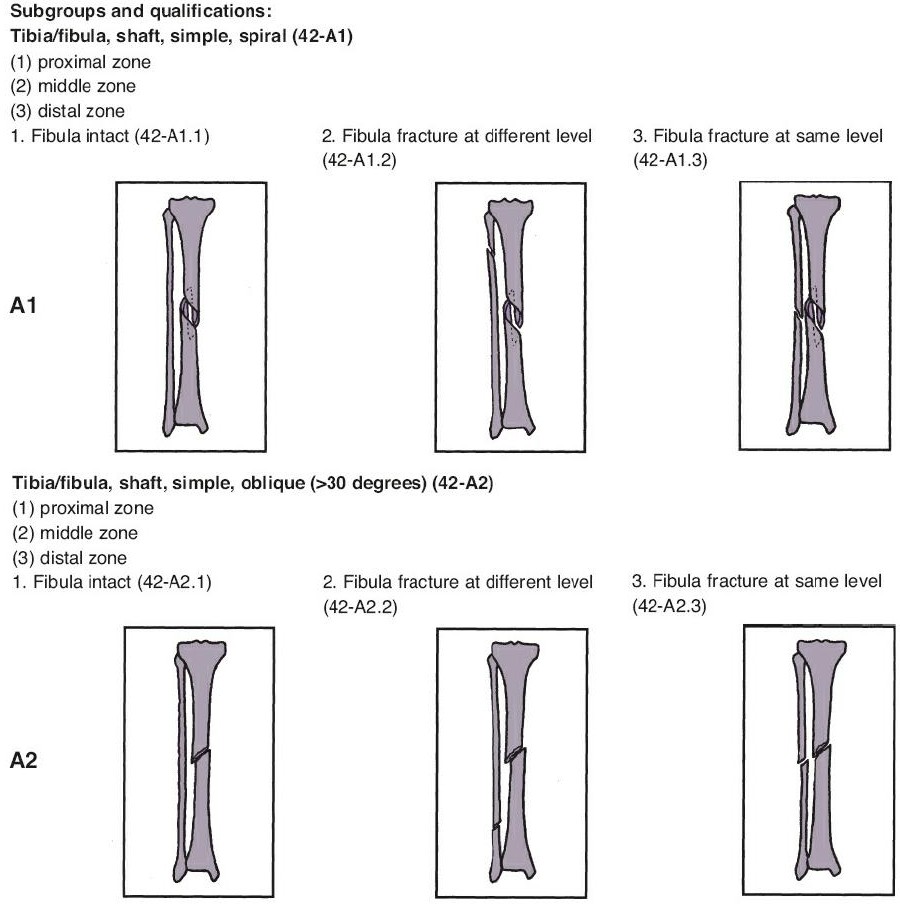 Subgroups and qualifications:
Tibia/fibula, shaft, simple, spiral (42-A1)
(1) proximal zone
(2) middle zone
(3) distal zone
1. Fibula intact (42-A1.1)
2. Fibula fracture at different level
(42-A1.2)
3. Fibula fracture at same level
(42-A1.3)
A1
Tibia/fibula, shaft, simple, oblique (>30 degrees) (42-A2)
(1) proximal zone
(2) middle zone
(3) distal zone
1. Fibula intact (42-A2.1)
2. Fibula fracture at different level
(42-A2.2)
3. Fibula fracture at same level
(42-A2.3)
A2